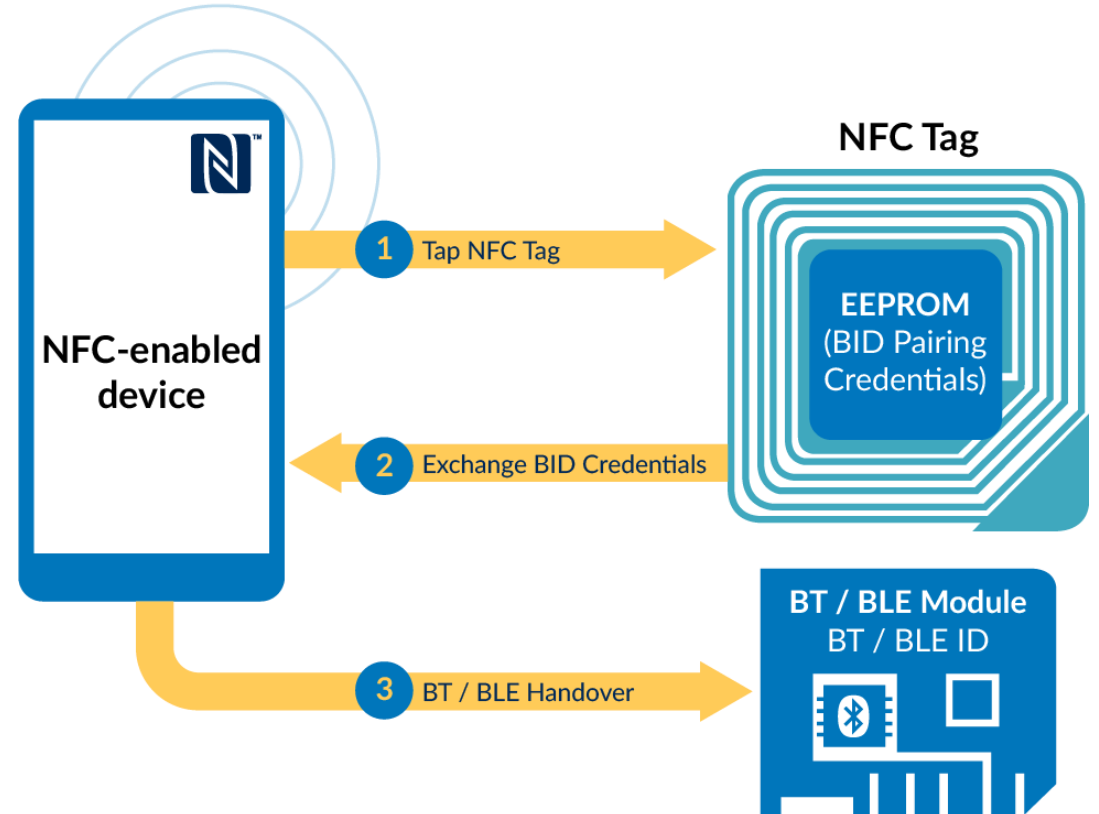 NFC Tag
N™
1 Tap NFC Tag
NFC-enabled
device
EEPROM
(BID Pairing
Credentials)
2 Exchange BID Credentials
BT / BLE Module
BT / BLE ID
3 BT / BLE Handover